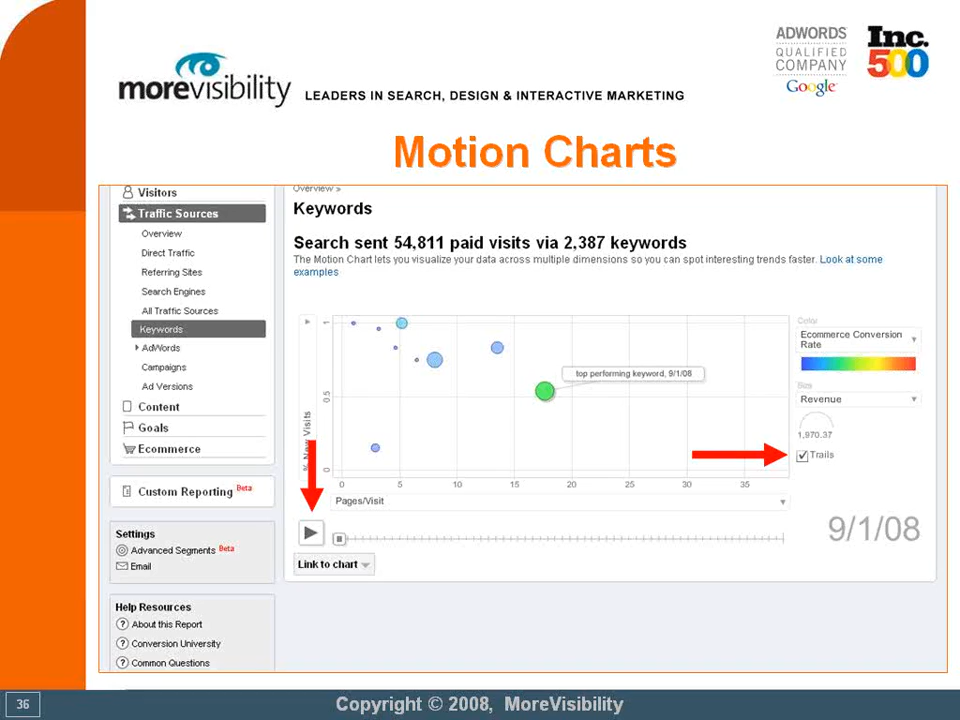 morevisibility
LEADERS IN SEARCH, DESIGN & INTERACTIVE MARKETING
ADWORDS
QUALIFIED
COMPANY
Google
Inc.
500
Motion Charts
Visitors
Traffic Sources
Overview
Direct Traffic
Referring Sites
Search Engines
All Traffic Sources
Keywords
AdWords
Campaigns
Ad Versions
Content
Goals
Ecommerce
Custom Reporting Beta
Settings
Advanced Segments Beta
Email
Help Resources
About this Report
Conversion University
Common Questions
Overview »
Keywords
Search sent 54,811 paid visits via 2,387 keywords
The Motion Chart lets you visualize your data across multiple dimensions so you can spot interesting trends faster. Look at some
examples
1
0.5
0
% New Visits
top performing keyword, 9/1/08
0 5 10 15 20 25 30 35
Pages/Visit
Color
Ecommerce Conversion
Rate
Size
Revenue
1,970.37
Trails
9/1/08
Link to chart
36
Copyright © 2008, MoreVisibility